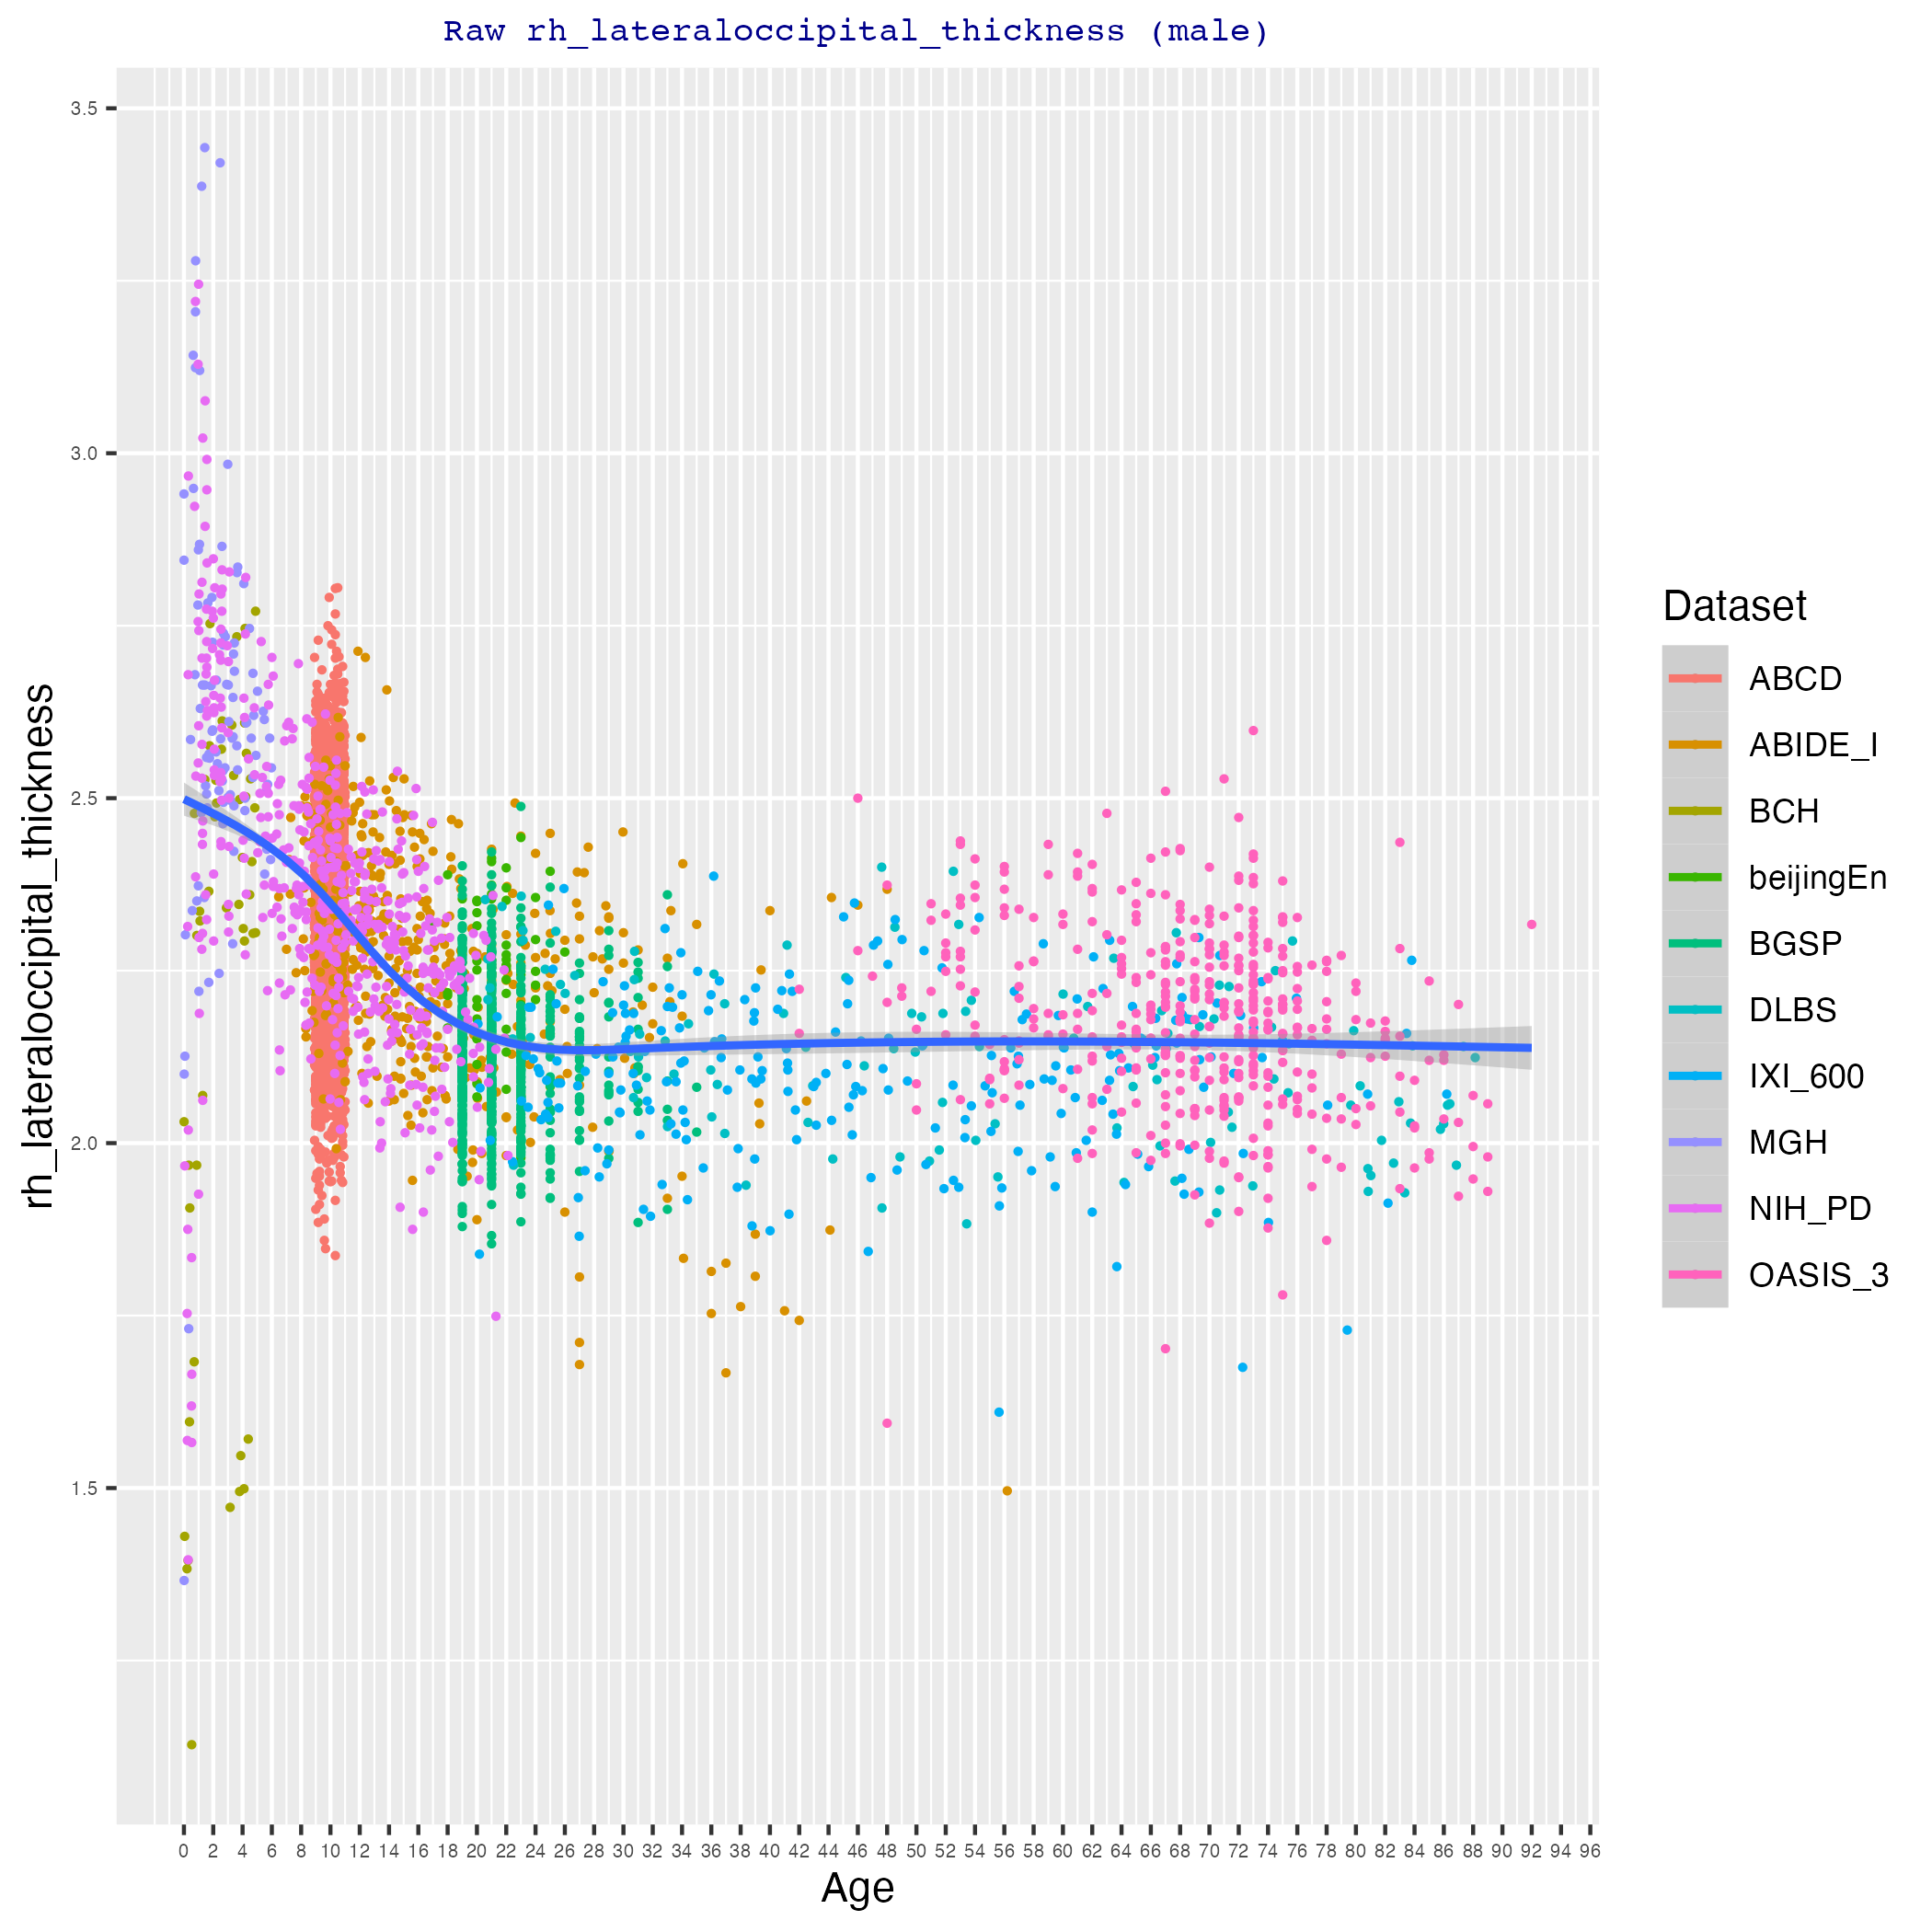 Raw rh_lateraloccipital_thickness (male)
3.5
3.0
2.5
2.0
1.5
rh_lateraloccipital_thickness
0 2 4 6 8 10 12 14 16 18 20 22 24 26 28 30 32 34 36 38 40 42 44 46 48 50 52 54 56 58 60 62 64 66 68 70 72 74 76 78 80 82 84 86 88 90 92 94 96
Age
Dataset
ABCD
ABIDE_I
BCH
beijingEn
BGSP
DLBS
IXI_600
MGH
NIH_PD
OASIS_3